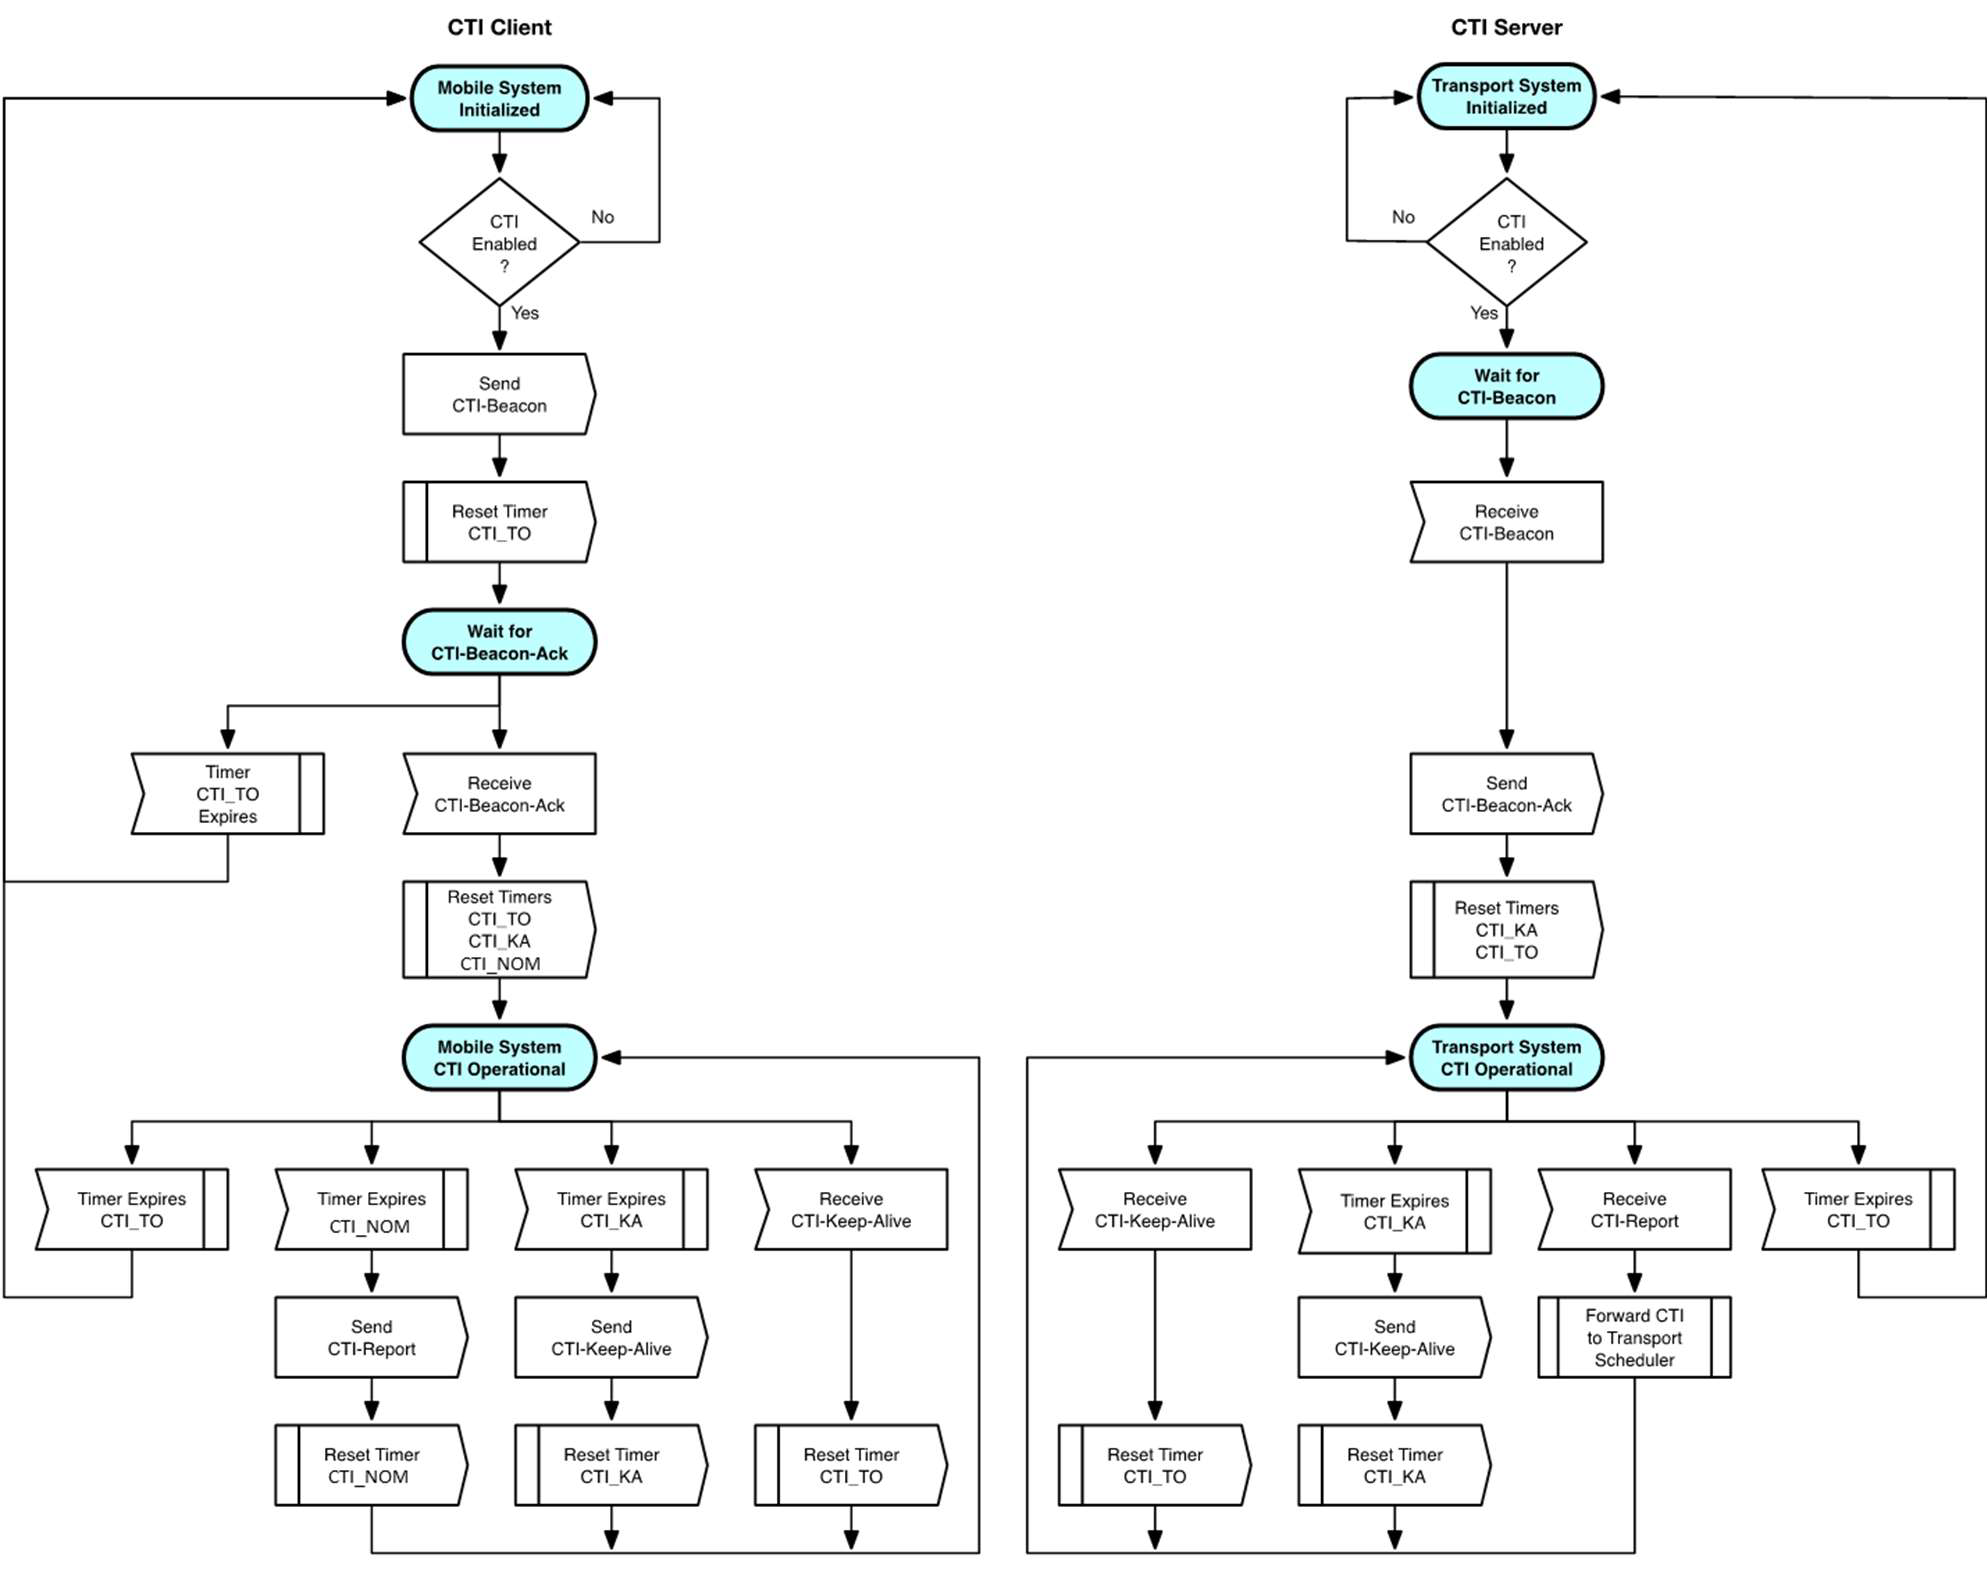 CTI Client
Mobile System
Initialized
CTI
Enabled
?
No
Yes
Send
CTI-Beacon
Reset Timer
CTI_TO
Wait for
CTI-Beacon-Ack
Timer
CTI_TO
Expires
Receive
CTI-Beacon-Ack
Reset Timers
CTI_TO
CTI_KA
CTI_NOM
Mobile System
CTI Operational
Timer Expires
CTI_TO
Timer Expires
CTI_NOM
Timer Expires
CTI_KA
Receive
CTI-Keep-Alive
Send
CTI-Report
Send
CTI-Keep-Alive
Reset Timer
CTI_NOM
Reset Timer
CTI_KA
Reset Timer
CTI_TO
CTI Server
Transport System
Initialized
CTI
Enabled
?
No
Yes
Wait for
CTI-Beacon
Receive
CTI-Beacon
Send
CTI-Beacon-Ack
Reset Timers
CTI_KA
CTI_TO
Transport System
CTI Operational
Receive
CTI-Keep-Alive
Timer Expires
CTI_KA
Receive
CTI-Report
Timer Expires
CTI_TO
Send
CTI-Keep-Alive
Forward CTI
to Transport
Scheduler
Reset Timer
CTI_TO
Reset Timer
CTI_KA